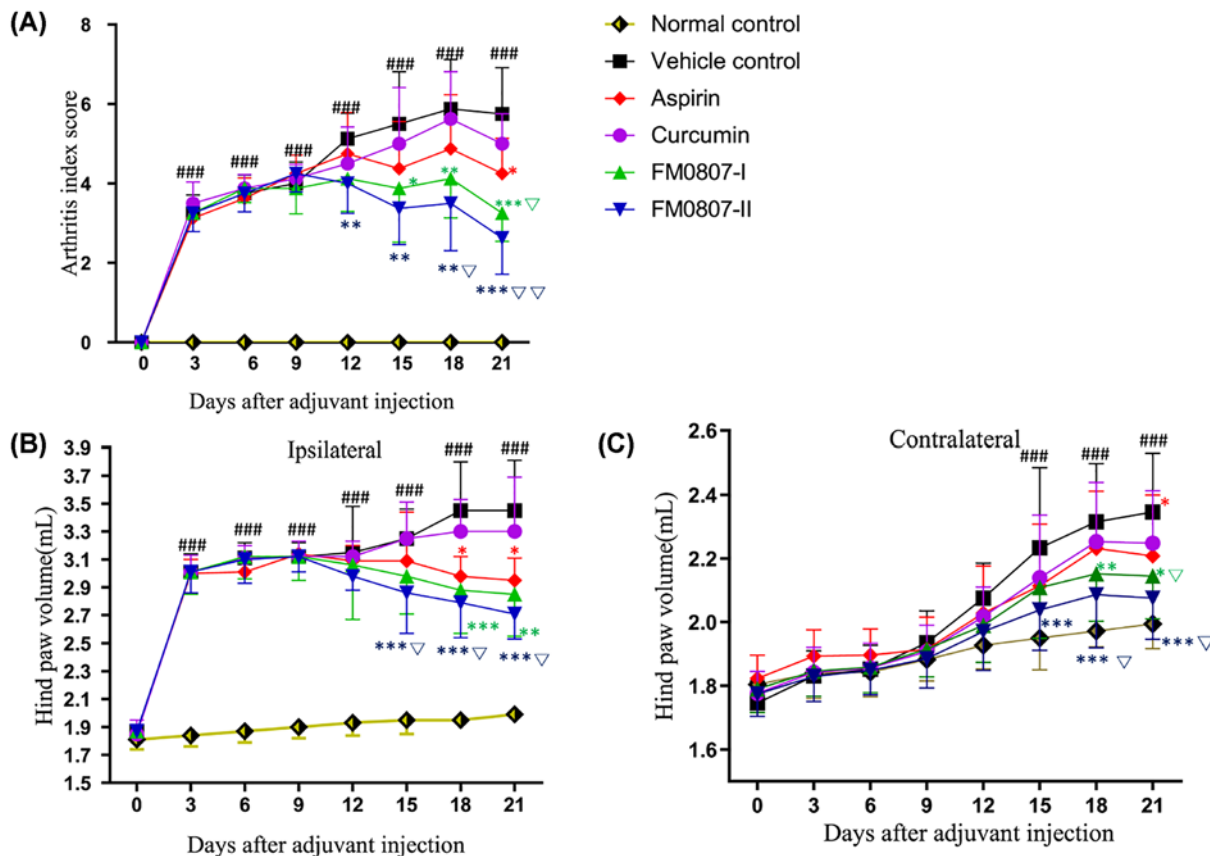 (A)
Arthritis index score
8
6
4
2
0
### ### ### ### ### ### ###
*
** *
* ***▽
** ** **▽ ***▽▽
0 3 6 9 12 15 18 21
Days after adjuvant injection
Normal control
Vehicle control
Aspirin
Curcumin
FM0807-I
FM0807-II
(B)
Ipsilateral
Hind paw volume(mL)
3.9
3.7
3.5
3.3
3.1
2.9
2.7
2.5
2.3
2.1
1.9
1.7
1.5
### ### ### ### ### ### ###
* *
*** **
***▽ ***▽ ***▽
0 3 6 9 12 15 18 21
Days after adjuvant injection
(C)
Contralateral
Hind paw volume(mL)
2.6
2.4
2.2
2.0
1.8
1.6
### ### ###
*
** *▽
*** ***▽ ***▽
0 3 6 9 12 15 18 21
Days after adjuvant injection